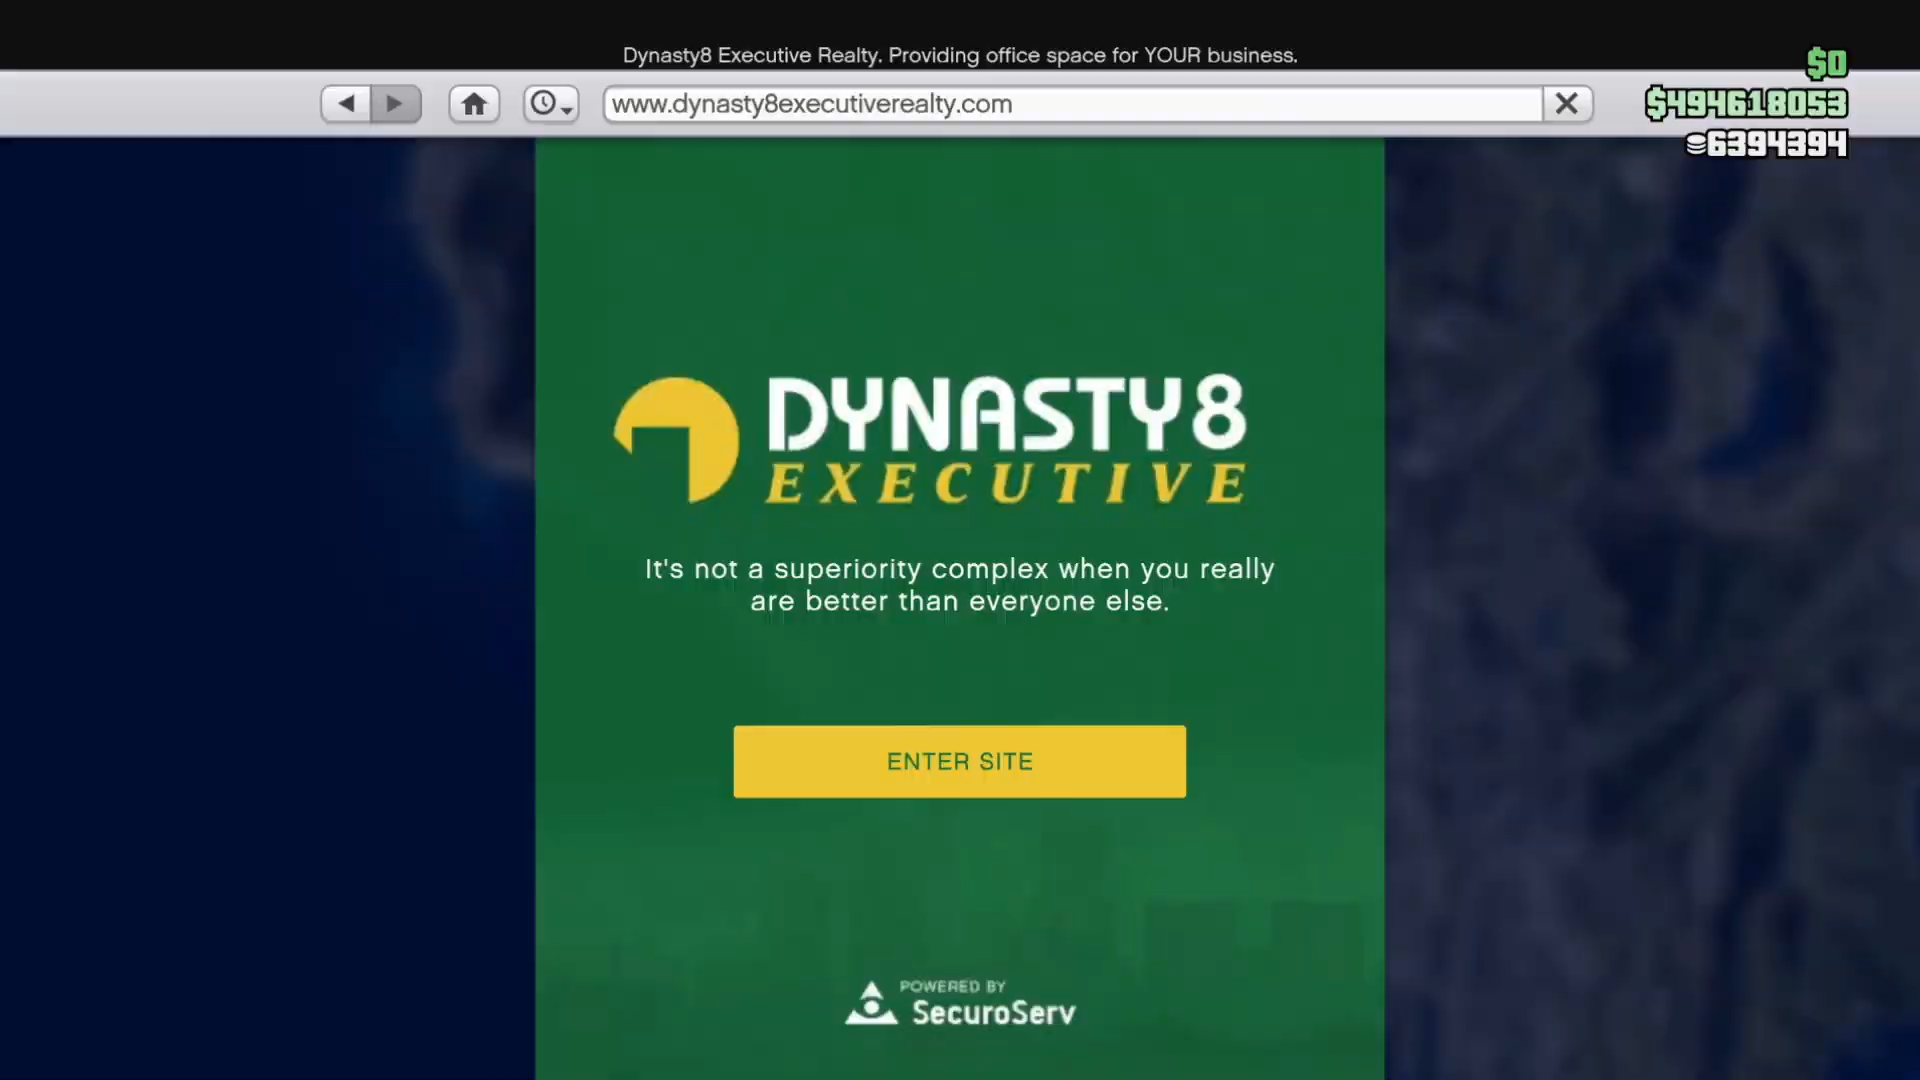 Dynasty8 Executive Realty. Providing office space for YOUR business.
$0
www.dynasty8executiverealty.com
$494618053
6394394
DYNASTY8
EXECUTIVE
It's not a superiority complex when you really
are better than everyone else.
ENTER SITE
POWERED BY
SecuroServ